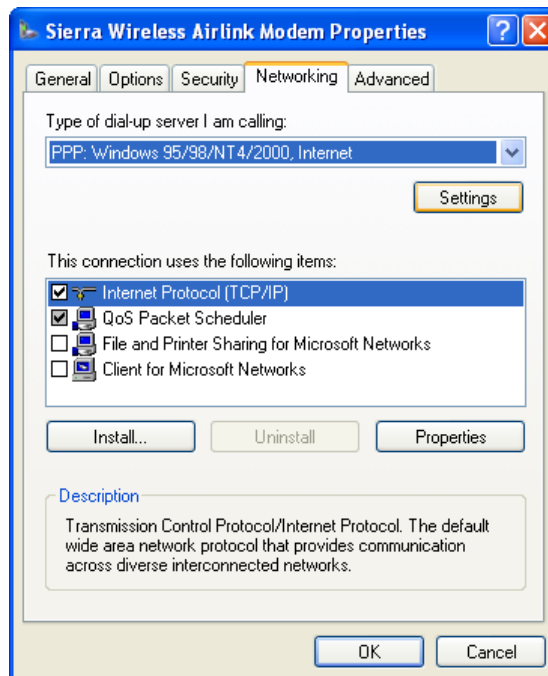 Sierra Wireless Airlink Modem Properties
General Options Security Networking Advanced
Type of dial-up server I am calling:
PPP: Windows 95/98/NT4/2000, Internet
Settings
This connection uses the following items:
Internet Protocol (TCP/IP)
QoS Packet Scheduler
File and Printer Sharing for Microsoft Networks
Client for Microsoft Networks
Install... Uninstall Properties
Description
Transmission Control Protocol/Internet Protocol. The default
wide area network protocol that provides communication
across diverse interconnected networks.
OK Cancel